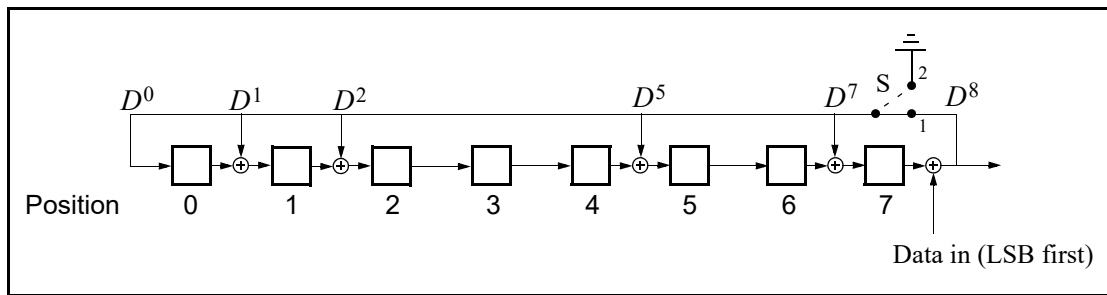 2
S
D⁰ D¹ D² D⁵ D⁷ D⁸
1
Position 0 1 2 3 4 5 6 7
Data in (LSB first)